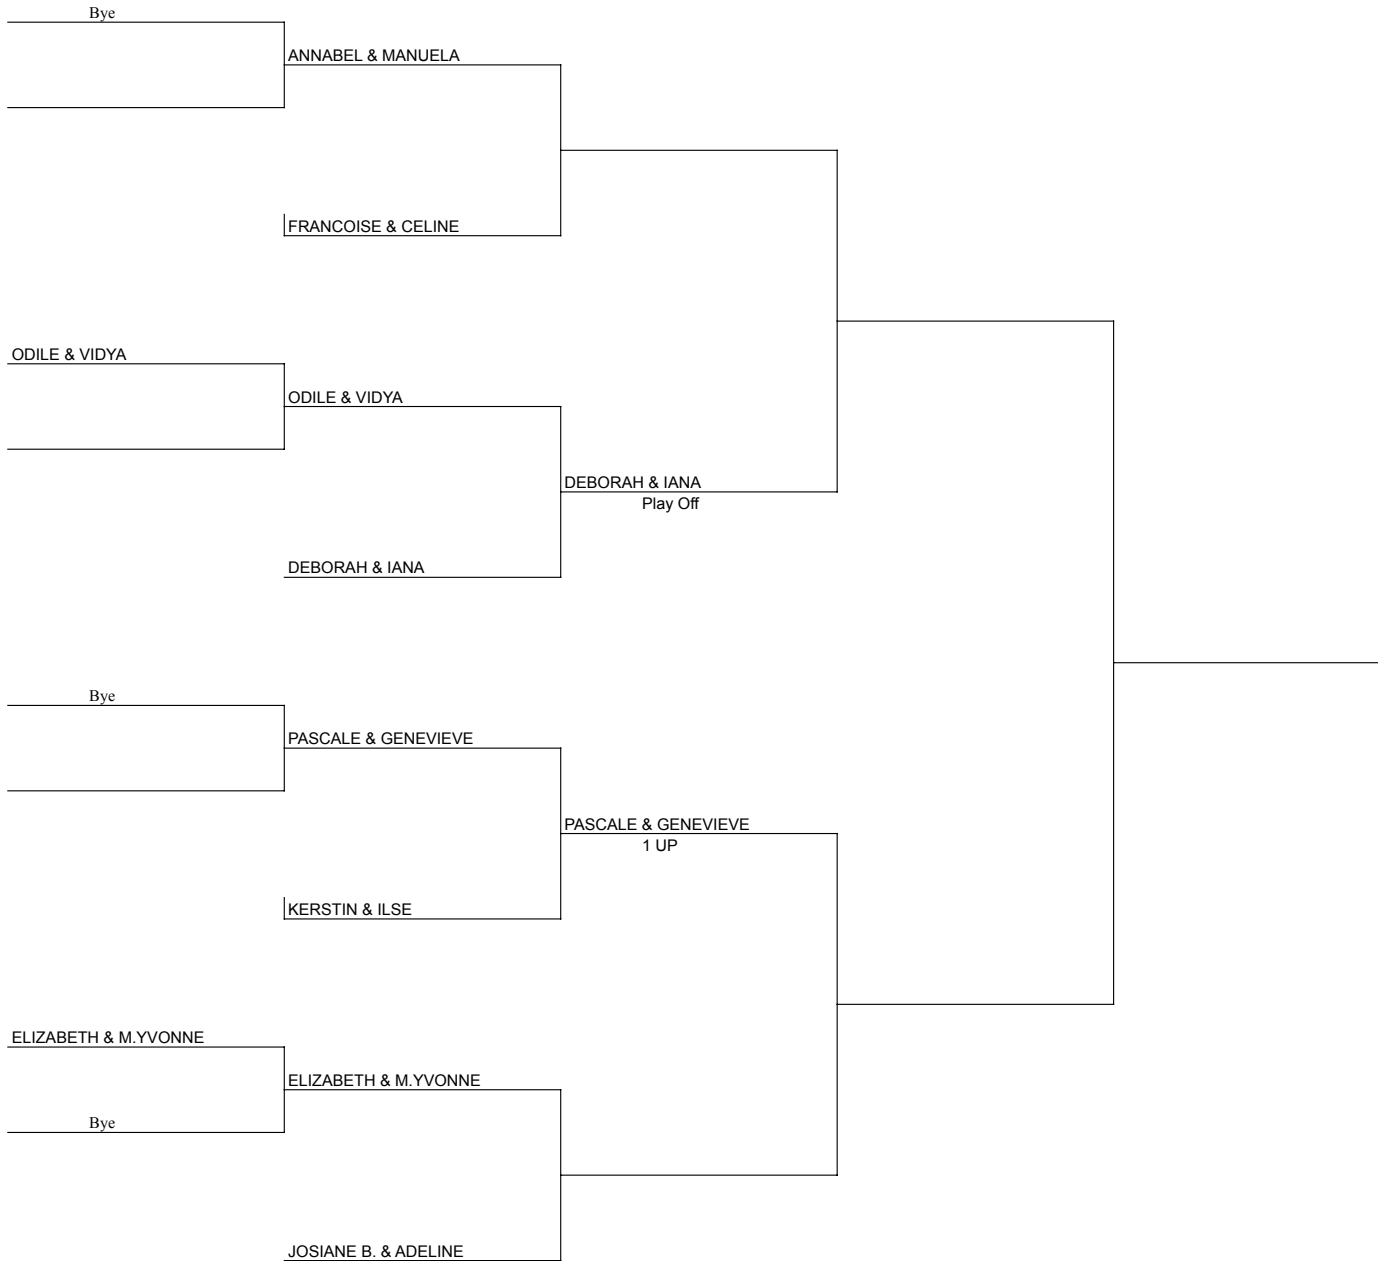 Bye
ANNABEL & MANUELA
FRANCOISE & CELINE
ODILE & VIDYA
ODILE & VIDYA
DEBORAH & IANA
Play Off
DEBORAH & IANA
Bye
PASCALE & GENEVIEVE
PASCALE & GENEVIEVE
1 UP
KERSTIN & ILSE
ELIZABETH & M.YVONNE
ELIZABETH & M.YVONNE
Bye
JOSIANE B. & ADELINE